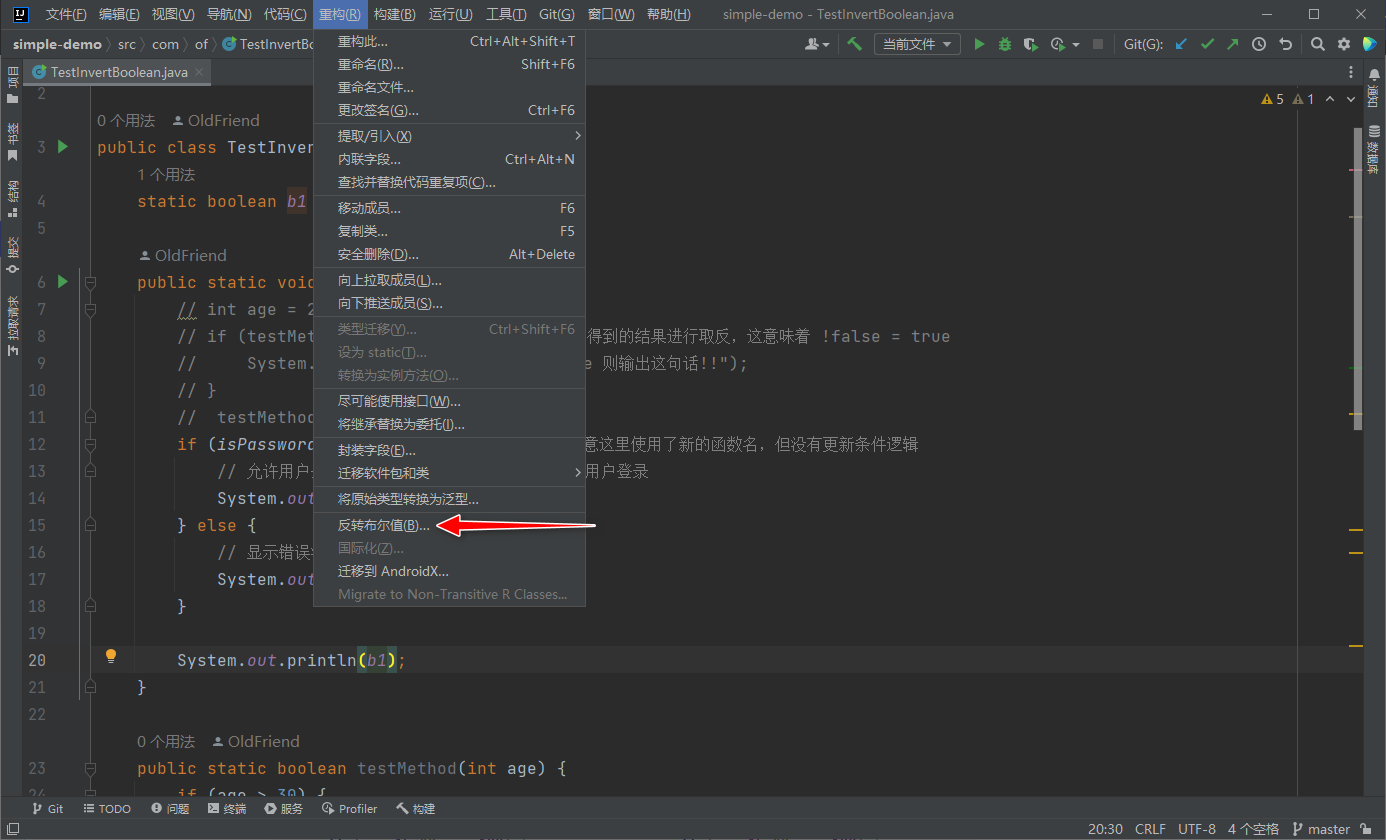 文件(F) 编辑(E) 视图(V) 导航(N) 代码(C) 重构(R) 构建(B) 运行(U) 工具(T) Git(G) 窗口(W) 帮助(H) simple-demo - TestInvertBoolean.java
simple-demo src com of TestInvertBo 当前文件 Git(G):
TestInvertBoolean.java
重构此... Ctrl+Alt+Shift+T
重命名(R)... Shift+F6
重命名文件...
更改签名(G)... Ctrl+F6
提取/引入(X)
内联字段... Ctrl+Alt+N
查找并替换代码重复项(C)...
移动成员... F6
复制类... F5
安全删除(D)... Alt+Delete
向上拉取成员(L)...
向下推送成员(S)...
类型迁移(Y)... Ctrl+Shift+F6
设为 static(T)...
转换为实例方法(O)...
尽可能使用接口(W)...
将继承替换为委托(I)...
封装字段(E)...
迁移软件包和类
将原始类型转换为泛型...
反转布尔值(B)...
国际化(Z)...
迁移到 AndroidX...
Migrate to Non-Transitive R Classes...
项目
书签
结构
提交
拉取请求
通知
数据库
5 1
2
0 个用法 OldFriend
3 public class TestInver
1 个用法
4 static boolean b1
5
OldFriend
6 public static void
7 // int age = 2
8 // if (testMet 得到的结果进行取反，这意味着 !false = true
9 // System. e 则输出这句话!!");
10 // }
11 // testMethod
12 if (isPassword 意这里使用了新的函数名，但没有更新条件逻辑
13 // 允许用户 用户登录
14 System.out
15 } else {
16 // 显示错误
17 System.out
18 }
19
20 System.out.println(b1);
21 }
22
0 个用法 OldFriend
23 public static boolean testMethod(int age) {
24 if (age > 30) {
Git TODO 问题 终端 服务 Profiler 构建
20:30 CRLF UTF-8 4 个空格 master